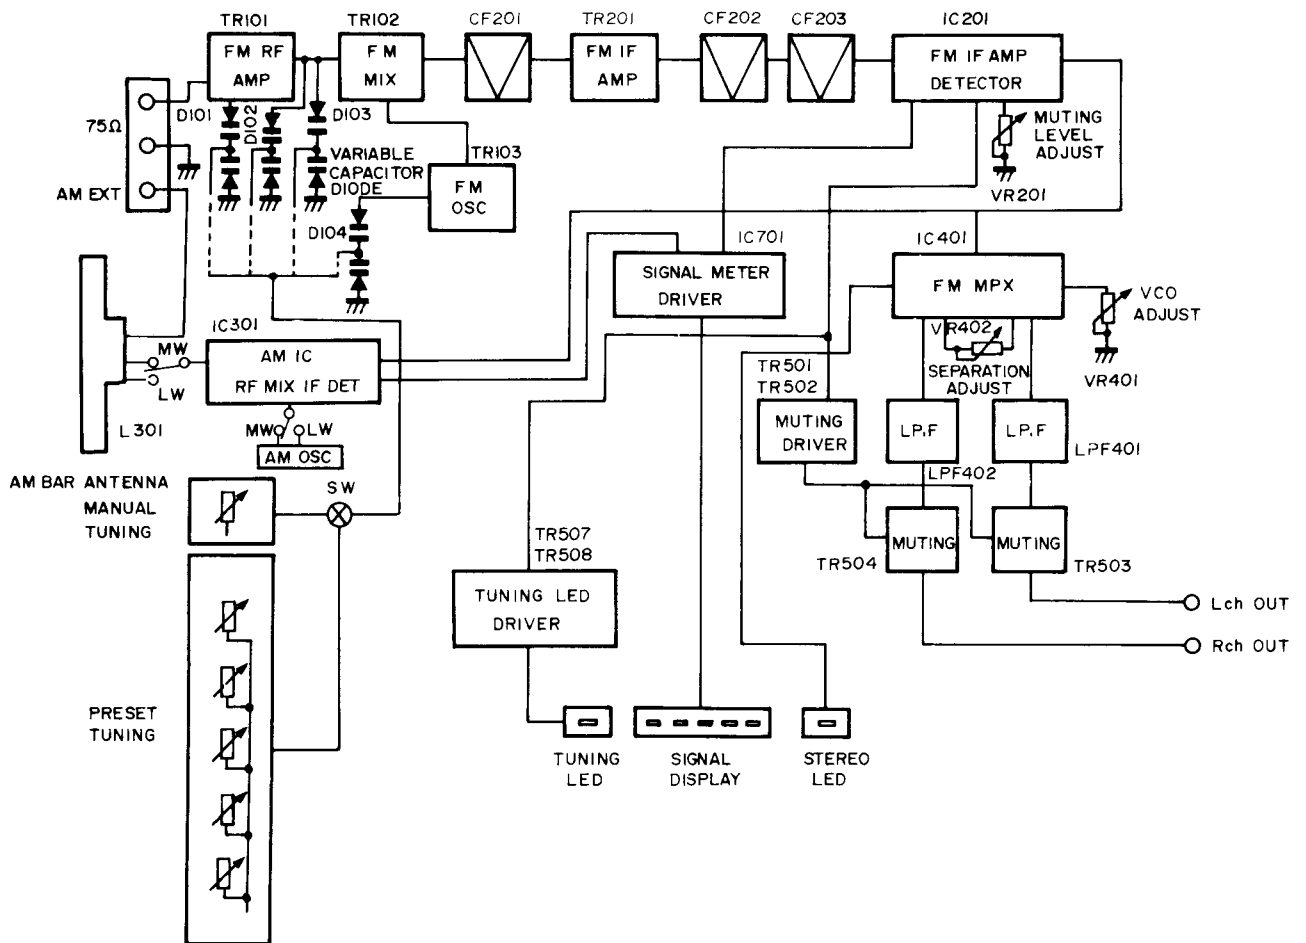 TR101
TR102
CF201
TR201
CF202
CF203
IC201
FM RF
AMP
FM
MIX
FM IF
AMP
FM IF AMP
DETECTOR
75Ω
AM EXT
D101
D102
D103
VARIABLE
CAPACITOR
DIODE
TR103
FM
OSC
D104
MUTING
LEVEL
ADJUST
VR201
IC701
SIGNAL METER
DRIVER
IC401
FM MPX
VCO
ADJUST
VR401
VR402
SEPARATION
ADJUST
IC301
AM IC
RF MIX IF DET
MW
LW
L301
MW
LW
AM OSC
TR501
TR502
MUTING
DRIVER
L.P.F
L.P.F
LPF401
LPF402
AM BAR ANTENNA
MANUAL
TUNING
SW
MUTING
MUTING
TR504
TR503
TR507
TR508
TUNING LED
DRIVER
Lch OUT
Rch OUT
PRESET
TUNING
TUNING
LED
SIGNAL
DISPLAY
STEREO
LED